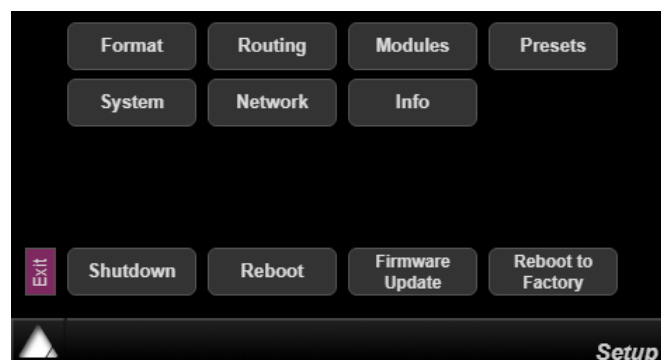 Format
Routing
Modules
Presets
System
Network
Info
Exit
Shutdown
Reboot
Firmware
Update
Reboot to
Factory
Setup